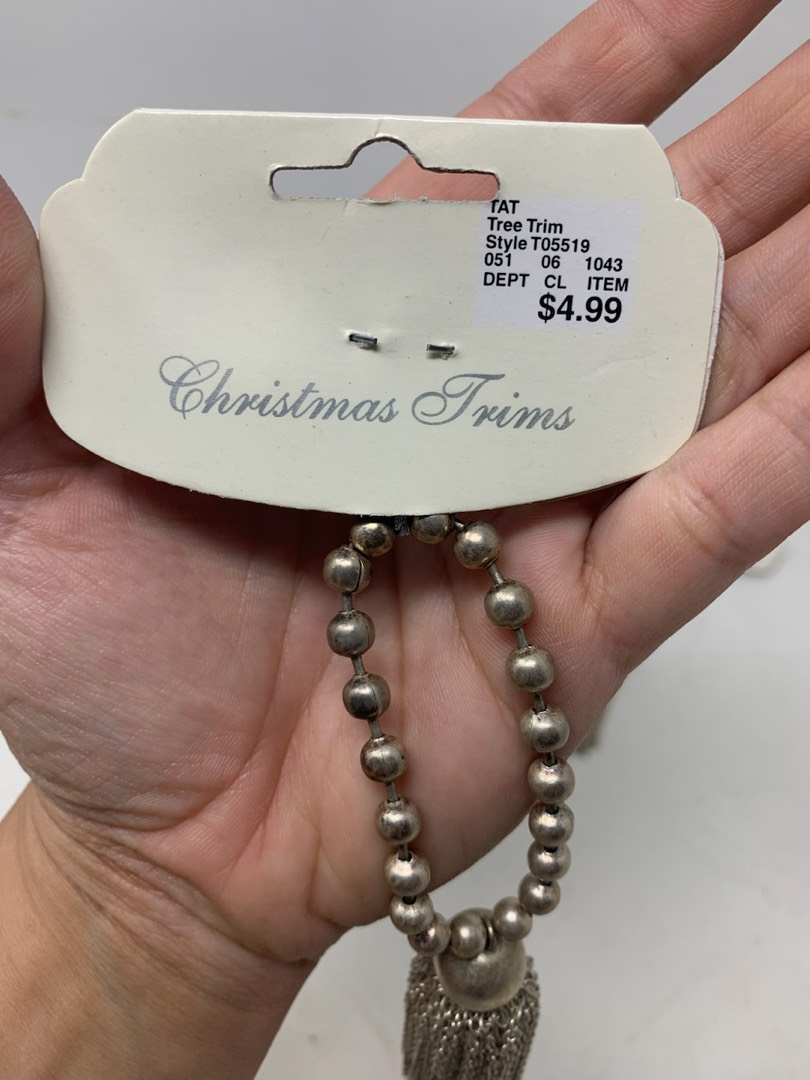 TAT
Tree Trim
Style T05519
051 06 1043
DEPT CL ITEM
$4.99
Christmas Trims